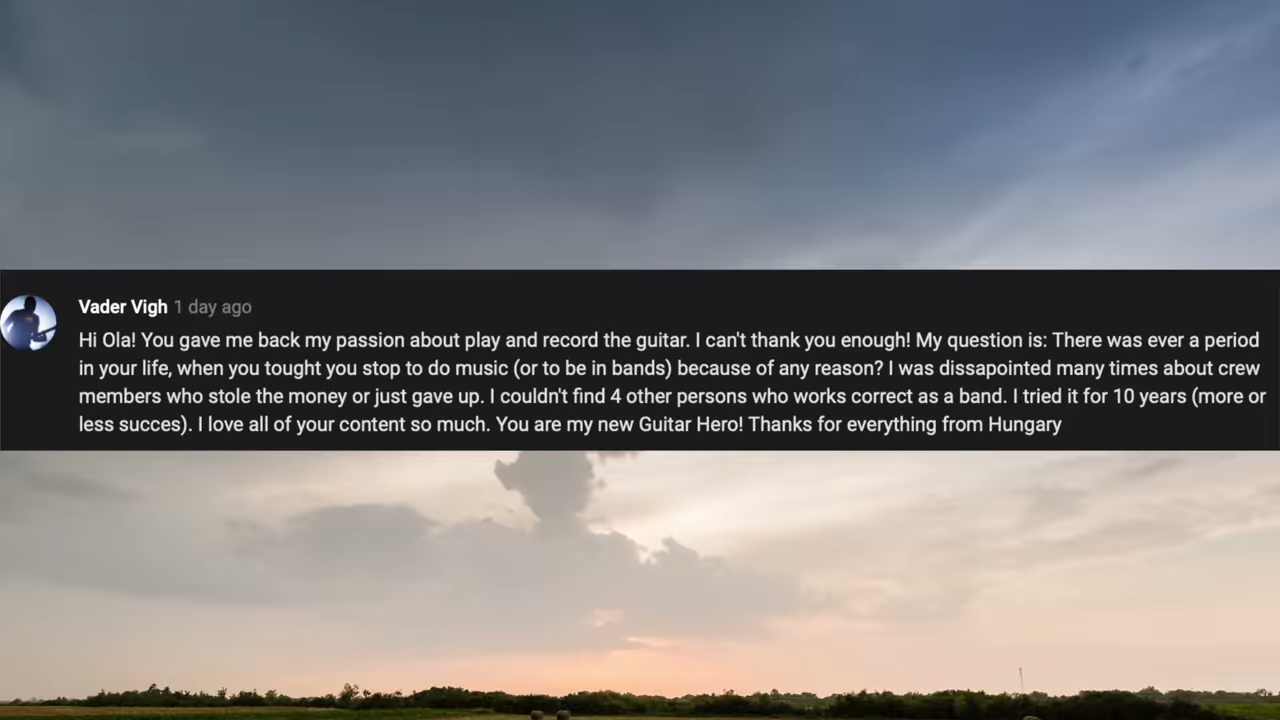 Vader Vigh 1 day ago
Hi Ola! You gave me back my passion about play and record the guitar. I can't thank you enough! My question is: There was ever a period
in your life, when you tought you stop to do music (or to be in bands) because of any reason? I was dissapointed many times about crew
members who stole the money or just gave up. I couldn't find 4 other persons who works correct as a band. I tried it for 10 years (more or
less succes). I love all of your content so much. You are my new Guitar Hero! Thanks for everything from Hungary